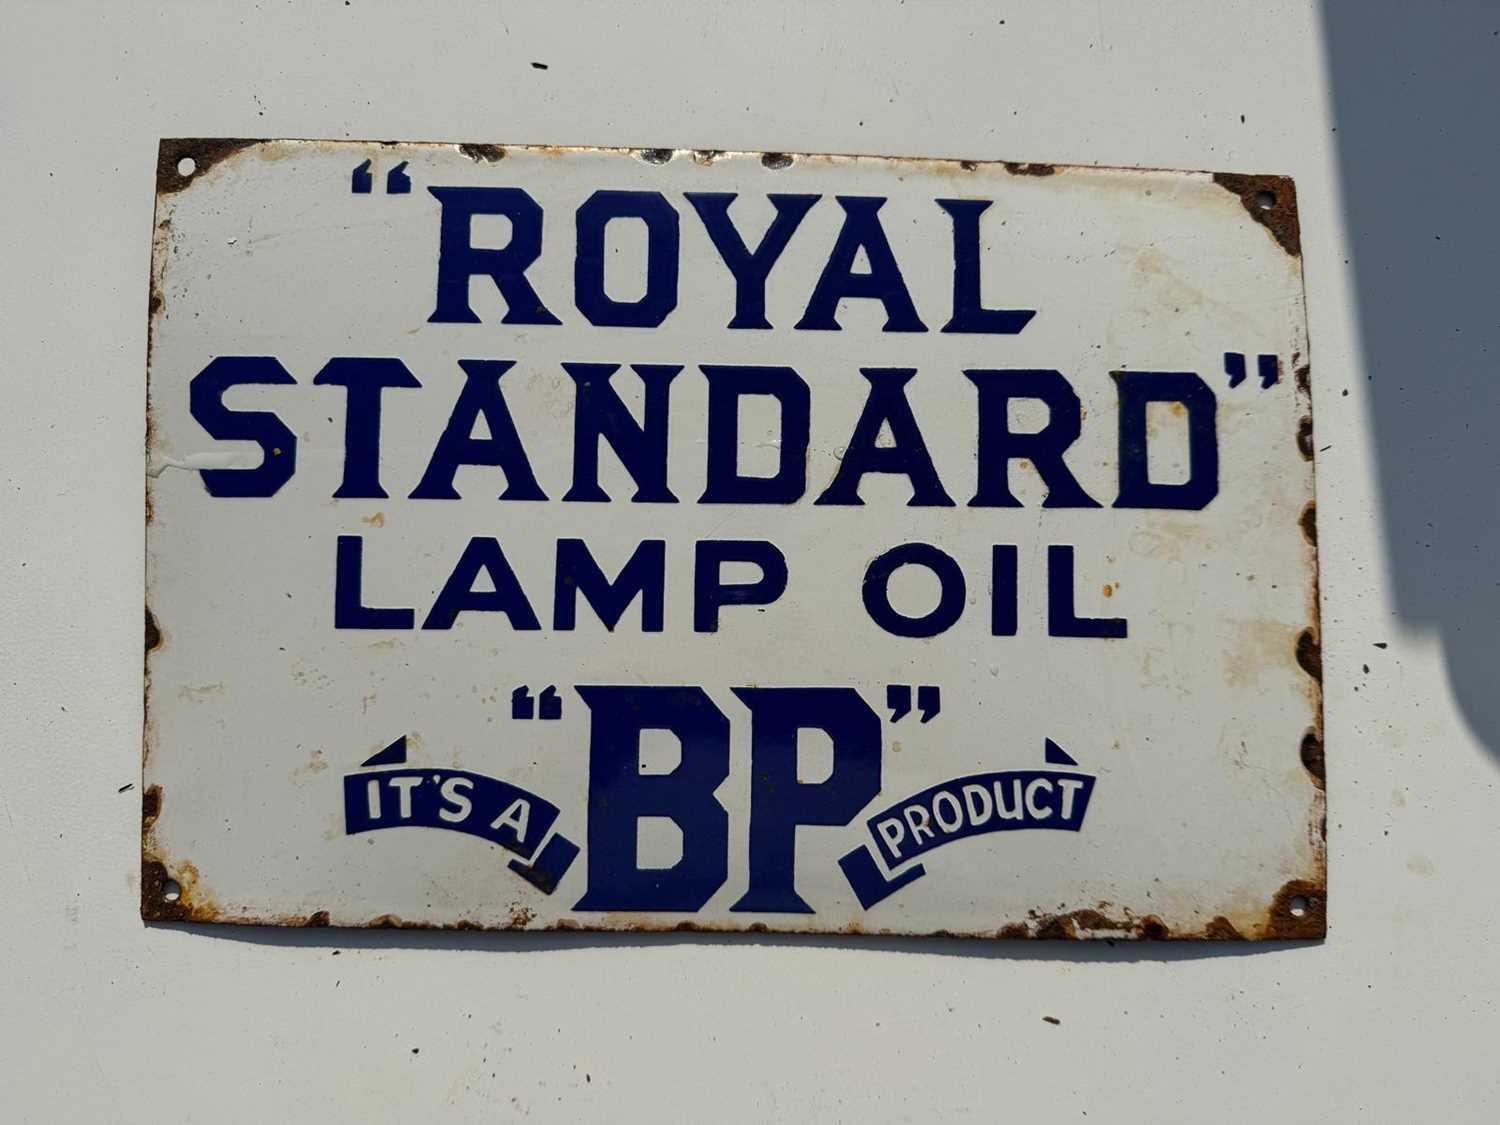 “ROYAL
STANDARD”
LAMP OIL
“BP”
IT'S A PRODUCT